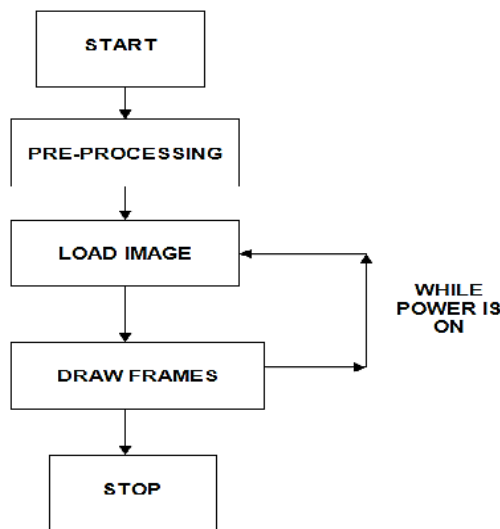 START
PRE-PROCESSING
LOAD IMAGE
WHILE
POWER IS
ON
DRAW FRAMES
STOP